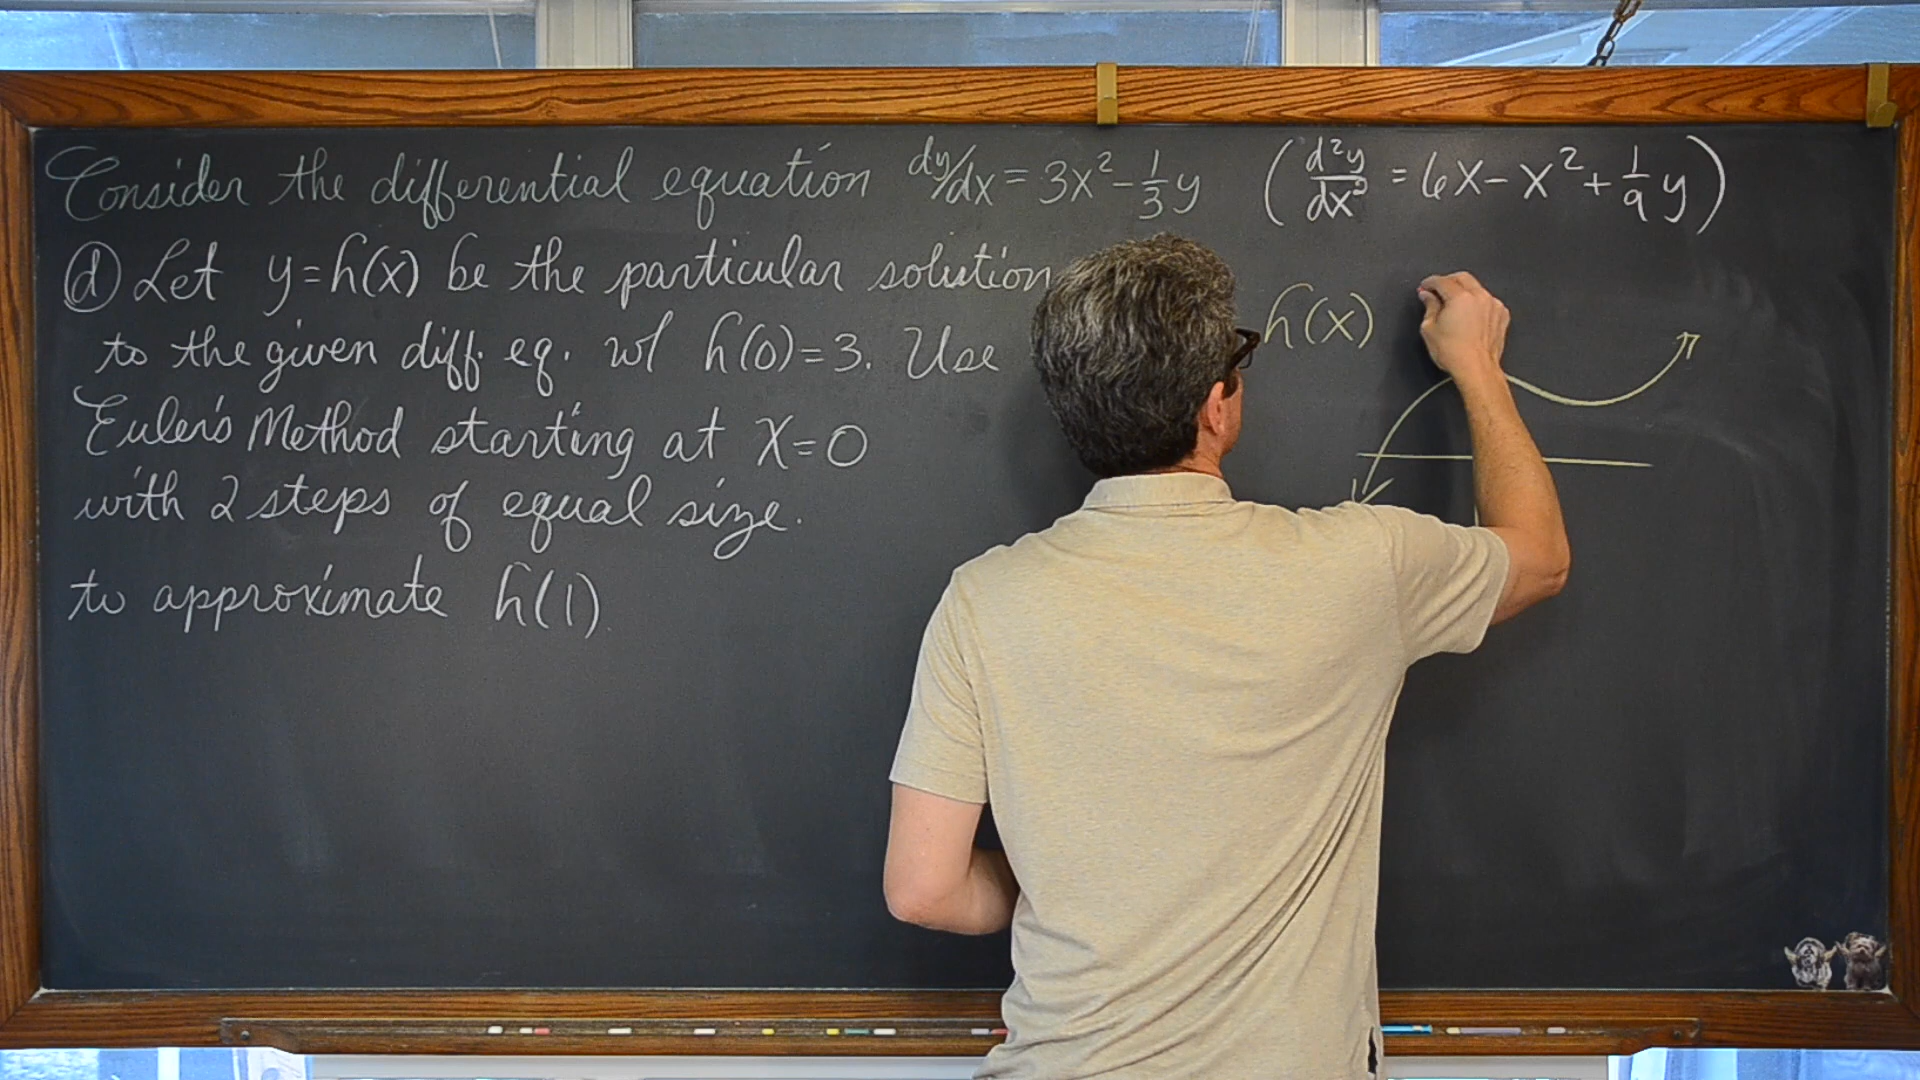 Consider the differential equation dy/dx = 3x² - 1/3 y (d²y/dx² = 6x - x² + 1/9 y)
(d) Let y=h(x) be the particular solution
to the given diff. eq. w/ h(0)=3. Use
Euler's Method starting at X=0
with 2 steps of equal size.
to approximate h(1)
h(x)